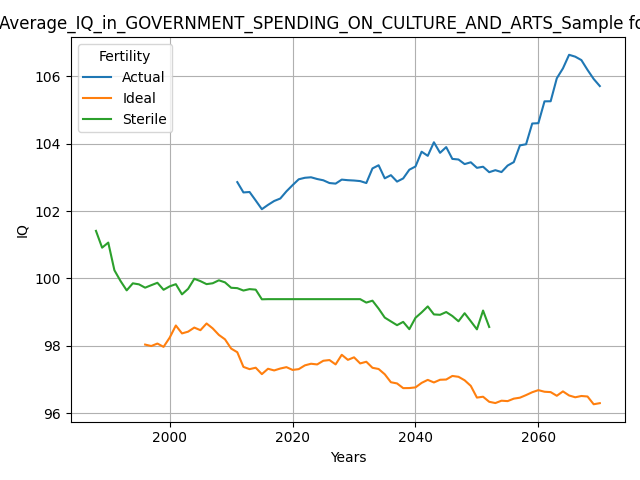 Average_IQ_in_GOVERNMENT_SPENDING_ON_CULTURE_AND_ARTS_Sample fo
Fertility
Actual
Ideal
Sterile
106
104
102
100
98
96
IQ
2000 2020 2040 2060
Years